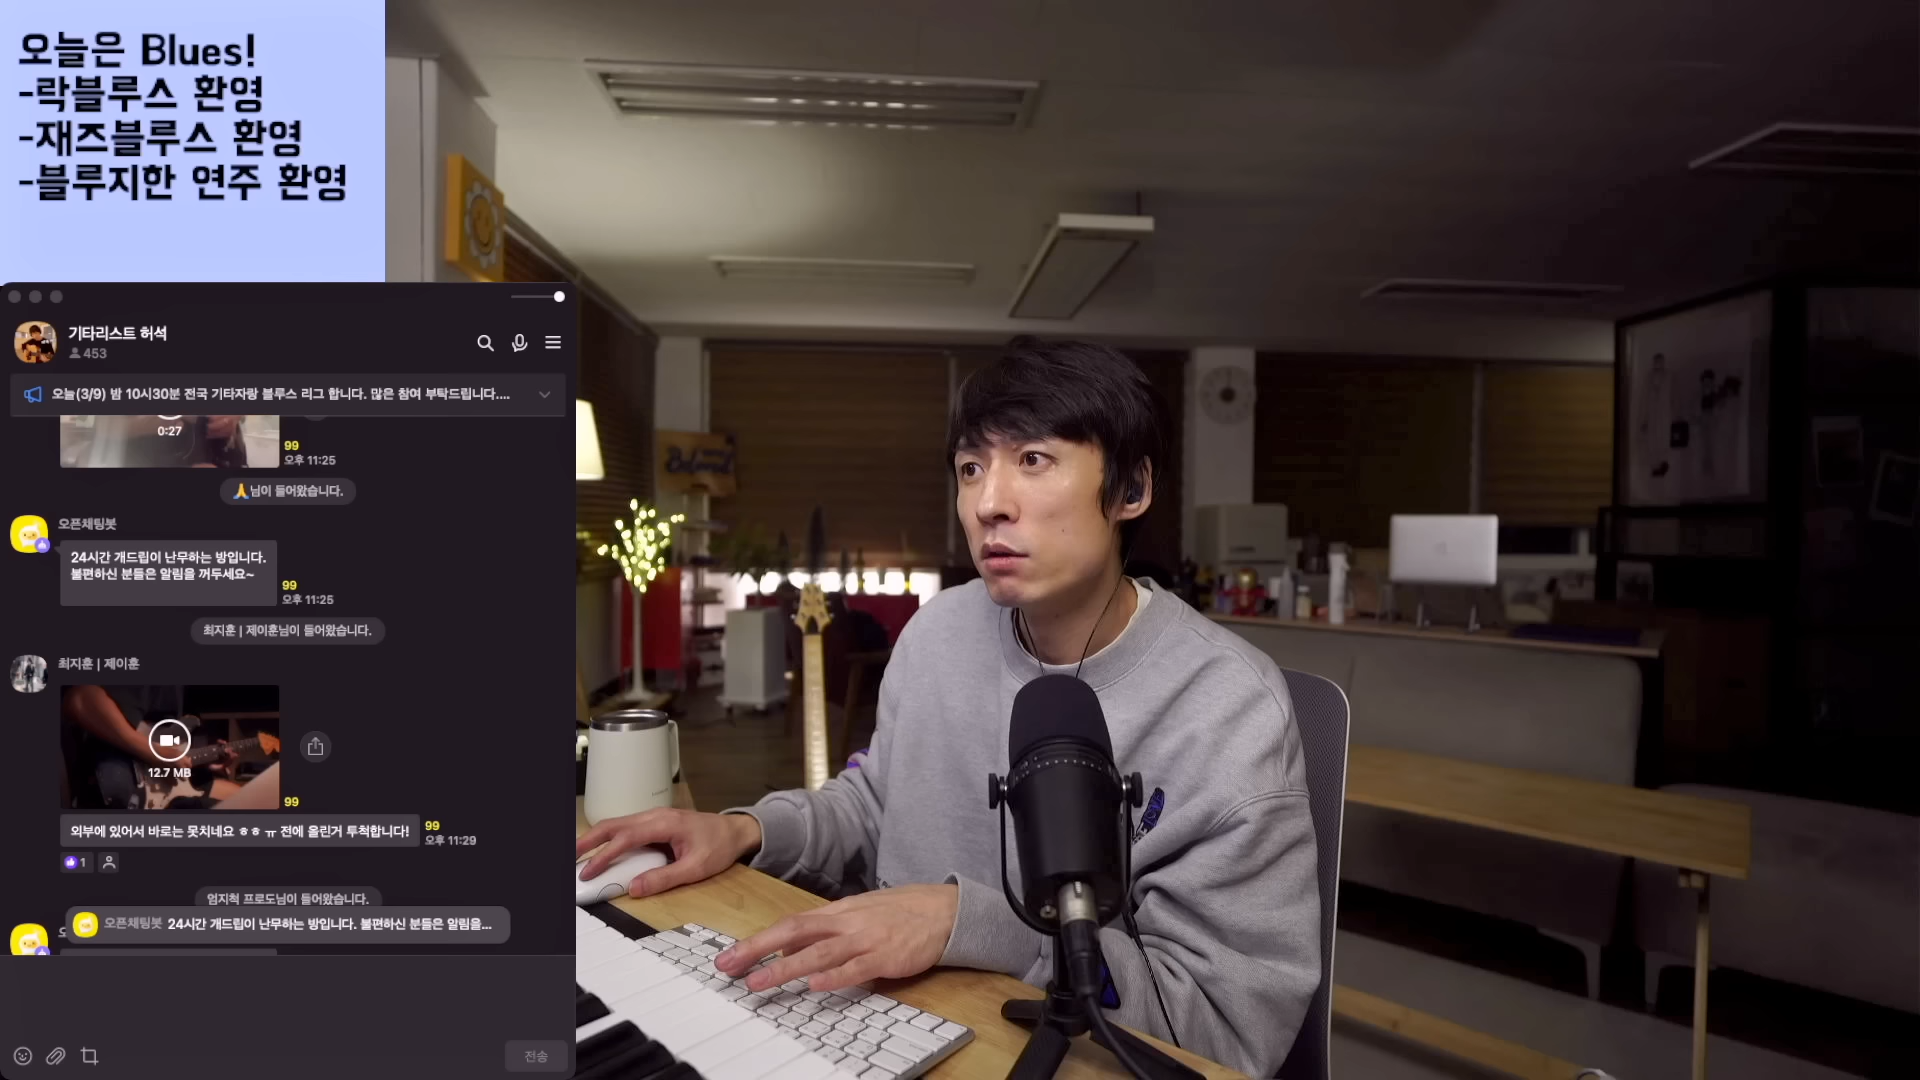 오늘은 Blues!
-락블루스 환영
-재즈블루스 환영
-블루지한 연주 환영
기타리스트 허석
453
오늘(3/9) 밤 10시30분 전국 기타자랑 블루스 리그 합니다. 많은 참여 부탁드립니다....
0:27
99
오후 11:25
🙏님이 들어왔습니다.
오픈채팅봇
24시간 개드립이 난무하는 방입니다.
불편하신 분들은 알림을 꺼두세요~
99
오후 11:25
최지훈 | 제이훈님이 들어왔습니다.
최지훈 | 제이훈
12.7 MB
99
외부에 있어서 바로는 못치네요 ㅎㅎ ㅠ 전에 올린거 투척합니다!
99
오후 11:29
1
엄지척 프로도님이 들어왔습니다.
오픈채팅봇 24시간 개드립이 난무하는 방입니다. 불편하신 분들은 알림을...
전송